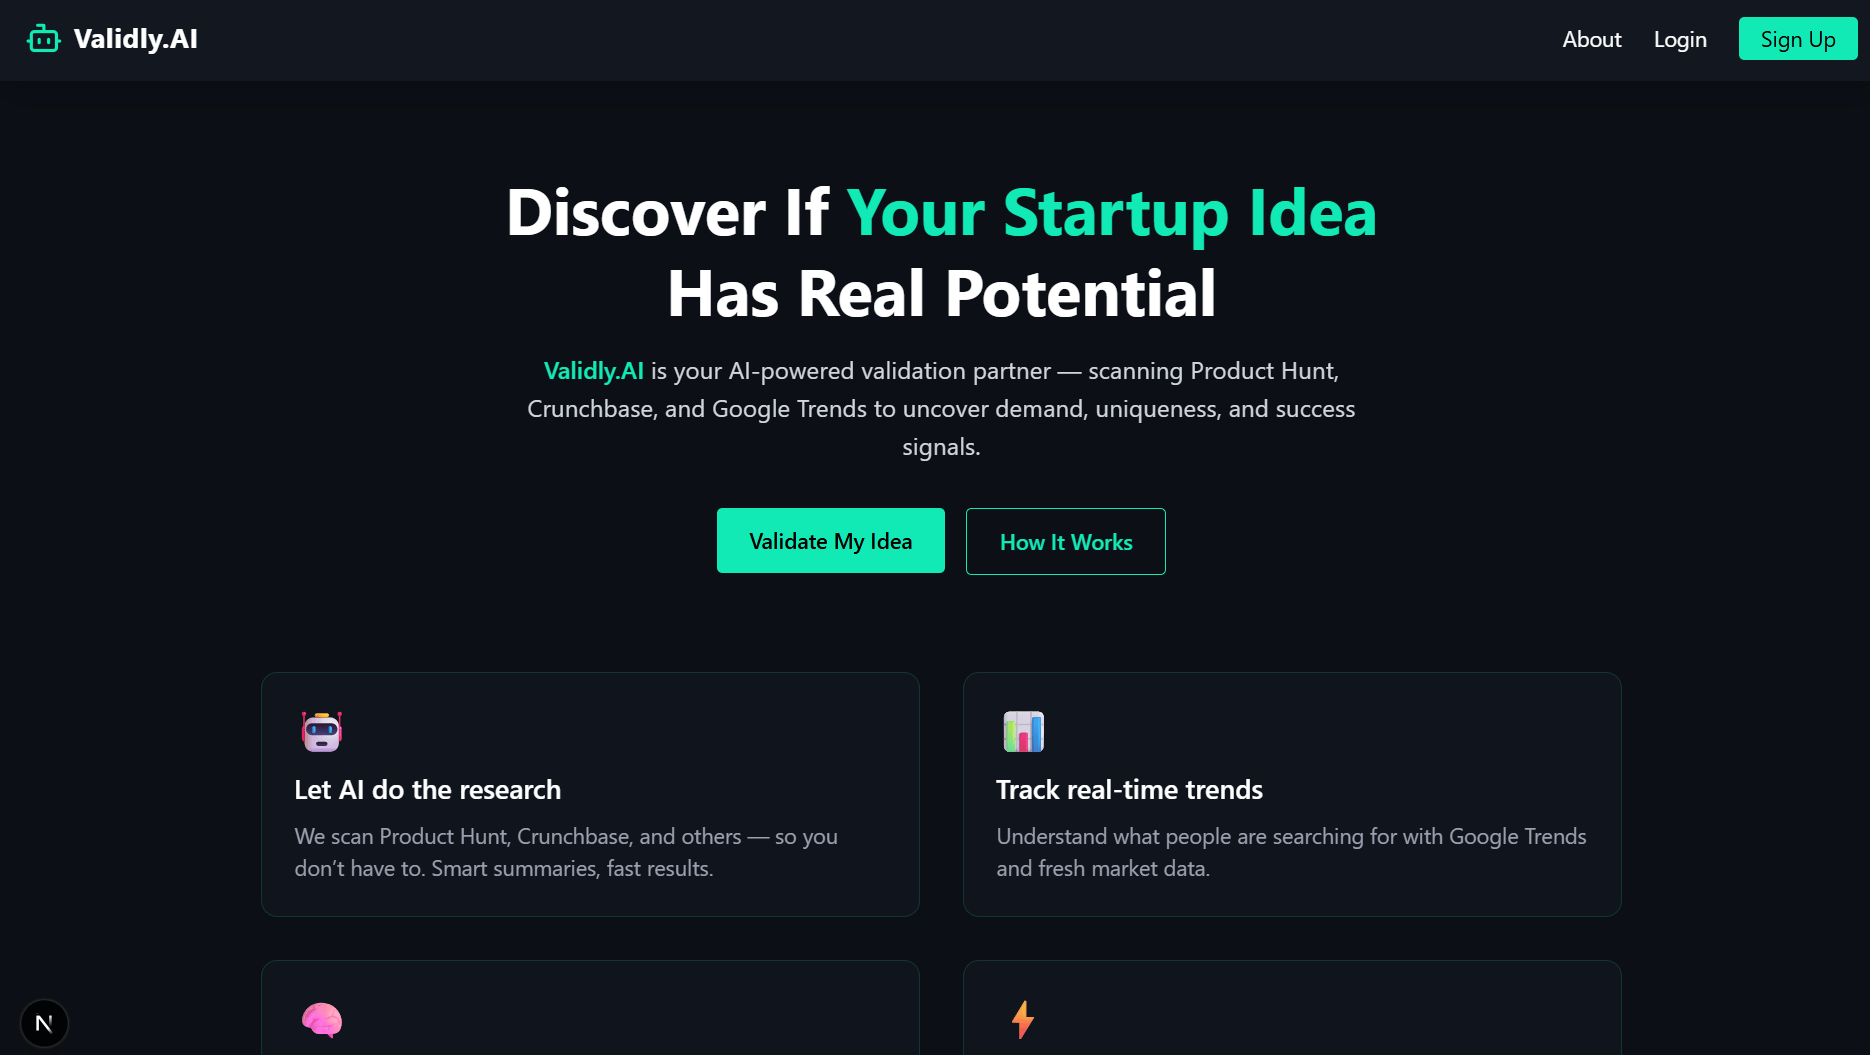 Validly.AI
About
Login
Sign Up
Discover If Your Startup Idea
Has Real Potential
Validly.AI is your AI-powered validation partner — scanning Product Hunt,
Crunchbase, and Google Trends to uncover demand, uniqueness, and success
signals.
Validate My Idea
How It Works
Let AI do the research
We scan Product Hunt, Crunchbase, and others — so you
don’t have to. Smart summaries, fast results.
Track real-time trends
Understand what people are searching for with Google Trends
and fresh market data.
N